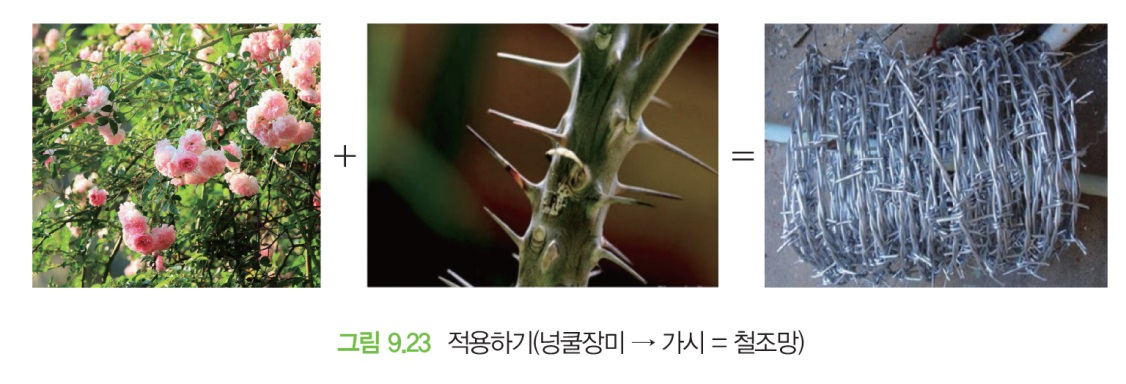 + =
그림 9.23 적용하기(넝쿨장미 → 가시 = 철조망)